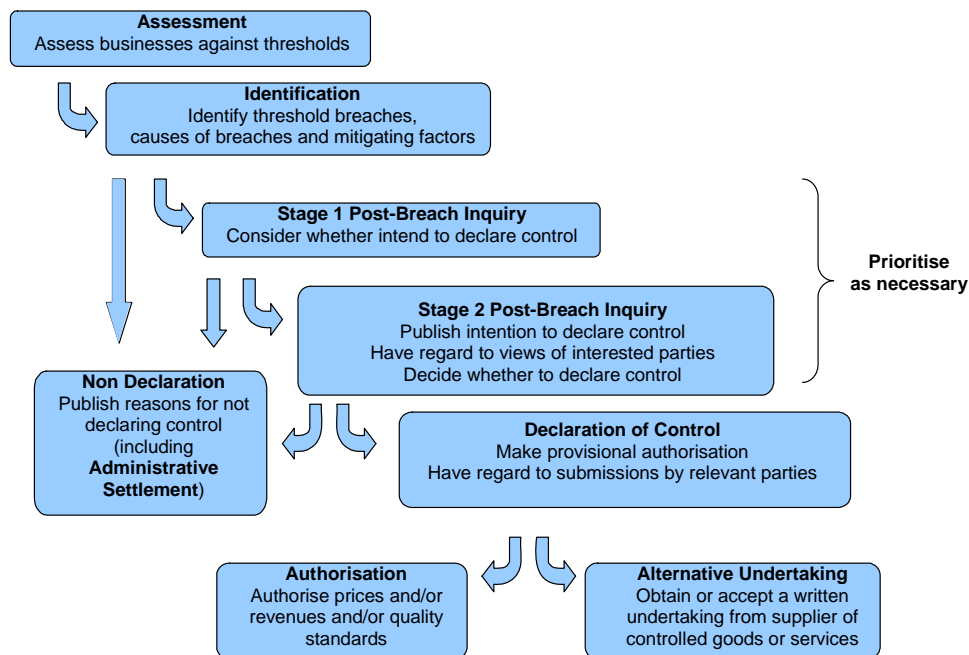 Assessment
Assess businesses against thresholds
Identification
Identify threshold breaches,
causes of breaches and mitigating factors
Stage 1 Post-Breach Inquiry
Consider whether intend to declare control
Prioritise
as necessary
Stage 2 Post-Breach Inquiry
Publish intention to declare control
Have regard to views of interested parties
Decide whether to declare control
Non Declaration
Publish reasons for not
declaring control
(including
Administrative
Settlement)
Declaration of Control
Make provisional authorisation
Have regard to submissions by relevant parties
Authorisation
Authorise prices and/or
revenues and/or quality
standards
Alternative Undertaking
Obtain or accept a written
undertaking from supplier of
controlled goods or services